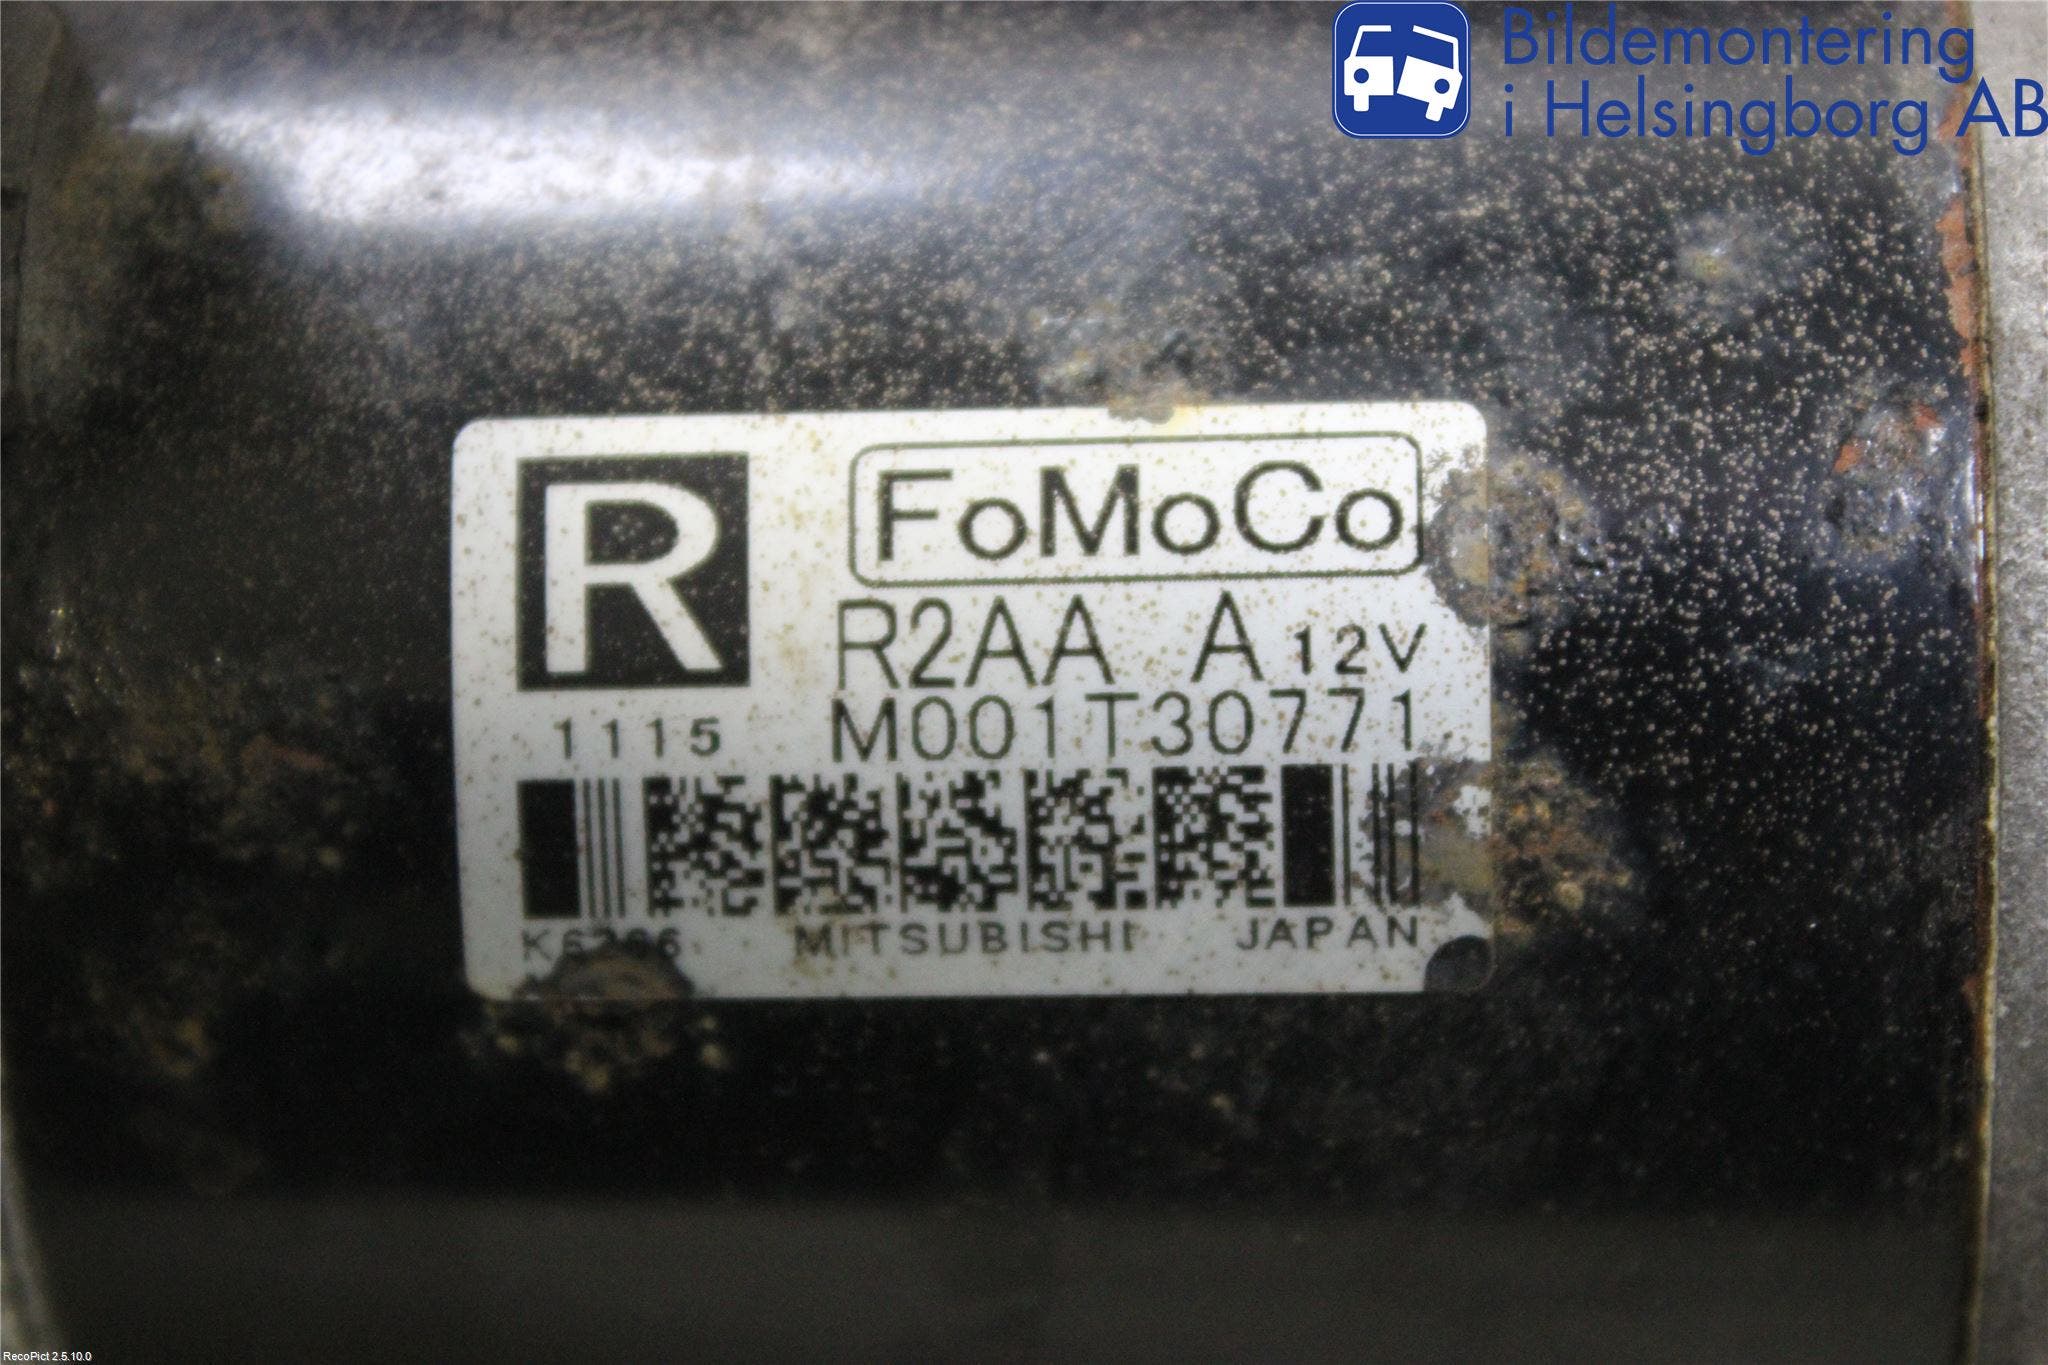 Bildemontering
i Helsingborg AB
R
FoMoCo
R2AA A 12V
1115 M001T30771
MITSUBISHI JAPAN
RecoPict 2.5.10.0